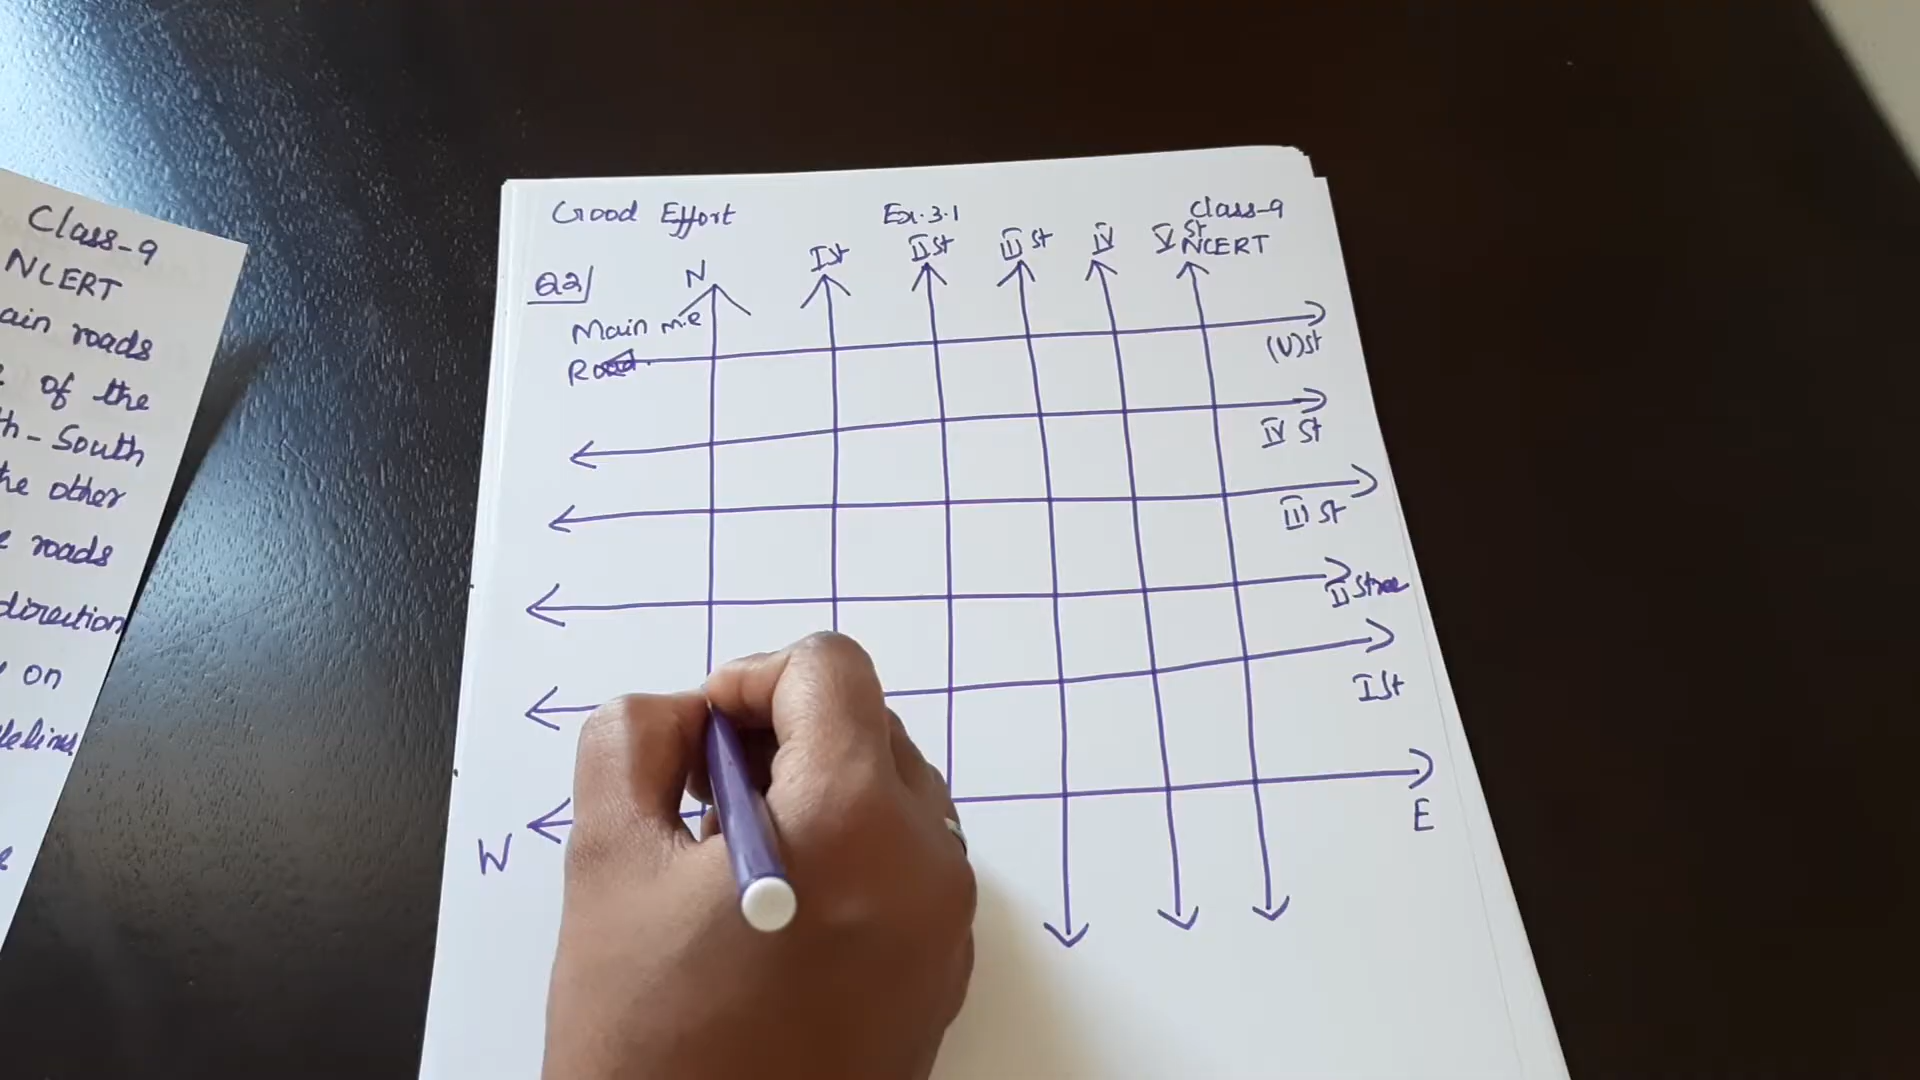 Class-9
NCERT
ain roads
of the
th-South
he other
roads
direction
on
Good Effort
Ex.3.1
Class-9
NCERT
Q2/
N
I St
II St
III St
IV
V St
Main
Road
(V) St
IV St
III St
II Stree
I St
W
E